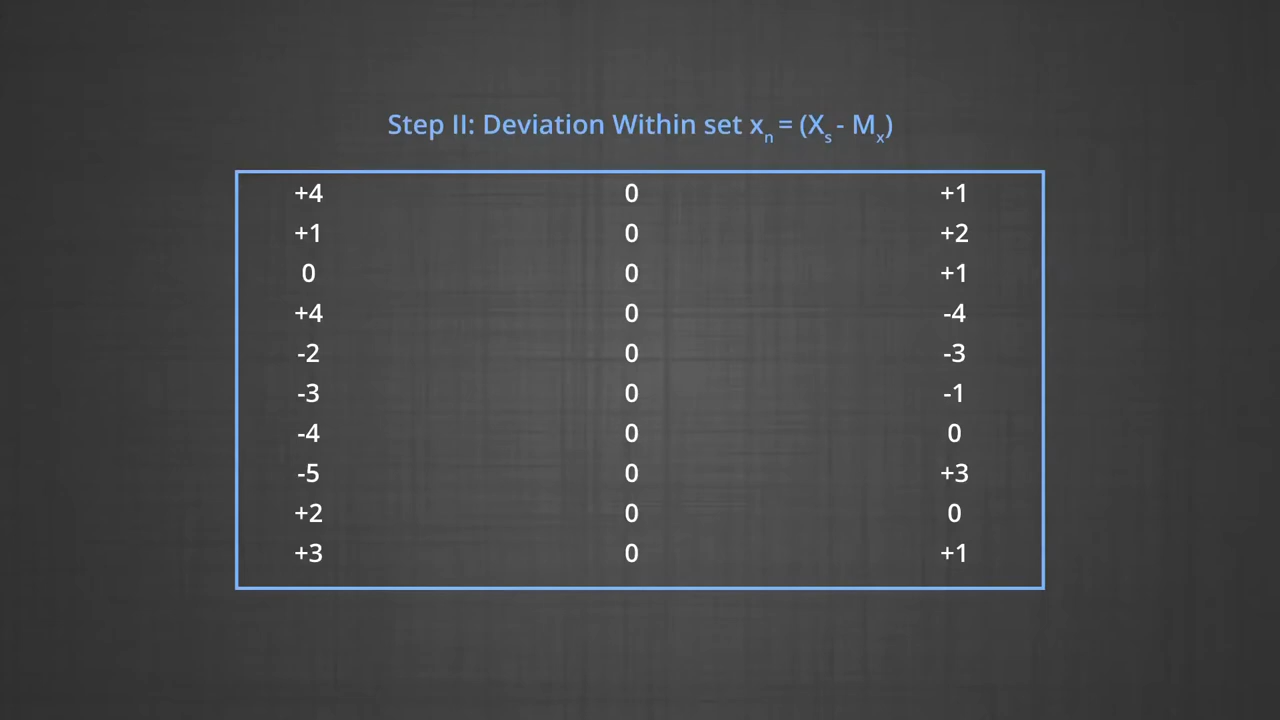 Step II: Deviation Within set xn = (Xs - Mx)
+4 0 +1
+1 0 +2
0 0 +1
+4 0 -4
-2 0 -3
-3 0 -1
-4 0 0
-5 0 +3
+2 0 0
+3 0 +1